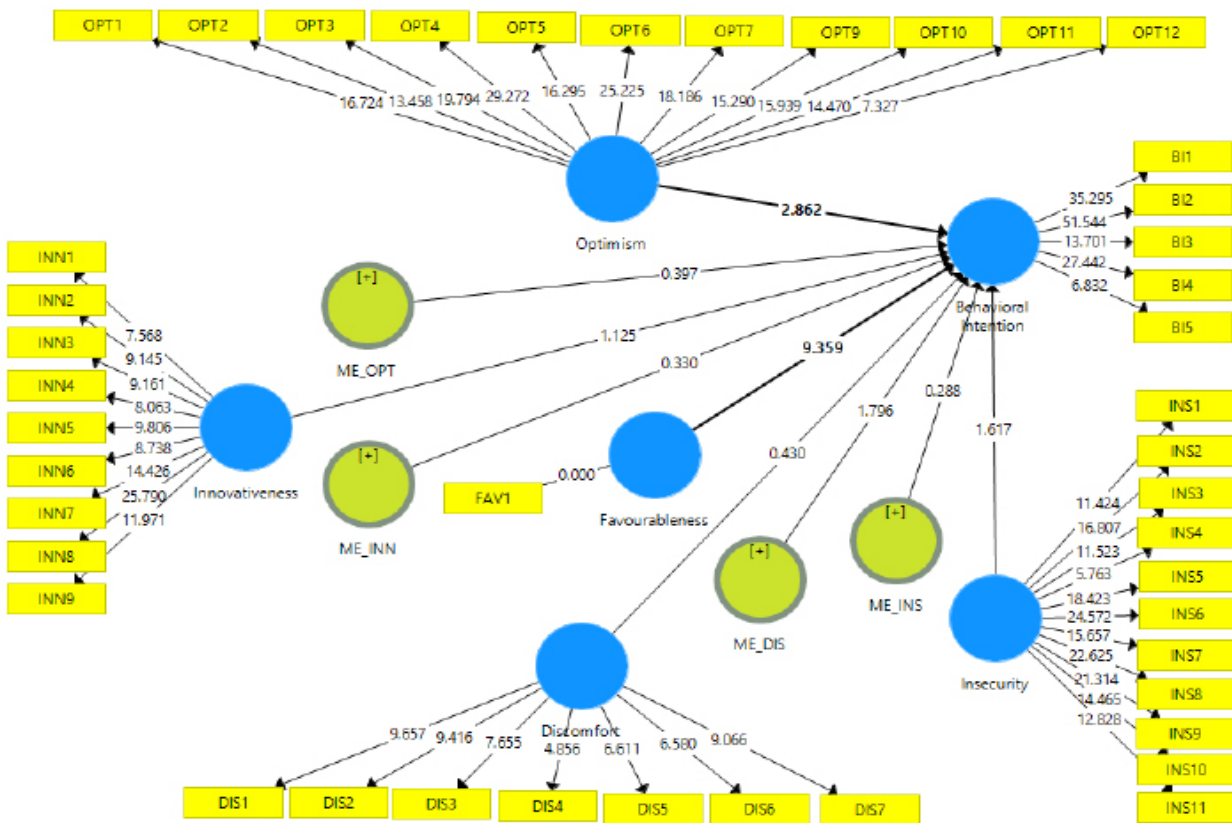 OPT1 OPT2 OPT3 OPT4 OPT5 OPT6 OPT7 OPT9 OPT10 OPT11 OPT12
16.724 13.458 19.794 29.272 16.295 25.225 18.186 15.290 15.939 14.470 7.327
Optimism
2.862
BI1
BI2
BI3
BI4
BI5
35.295
51.544
13.701
27.442
6.832
Behavioral
Intention
INN1
INN2
INN3
INN4
INN5
INN6
INN7
INN8
INN9
7.568
9.145
9.161
8.063
9.806
8.738
14.426
25.790
11.971
Innovativeness
[+]
ME_OPT
0.397
1.125
[+]
ME_INN
0.330
9.359
FAV1
0.000
Favourableness
0.430
1.796
[+]
ME_DIS
0.288
[+]
ME_INS
1.617
INS1
INS2
INS3
INS4
INS5
INS6
INS7
INS8
INS9
INS10
INS11
11.424
16.807
11.523
5.763
18.423
24.572
15.657
22.625
21.314
14.465
12.828
Insecurity
Discomfort
9.657 9.416 7.655 4.856 6.611 6.580 9.066
DIS1 DIS2 DIS3 DIS4 DIS5 DIS6 DIS7